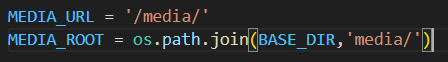 MEDIA_URL = '/media/'
MEDIA_ROOT = os.path.join(BASE_DIR,'media/')